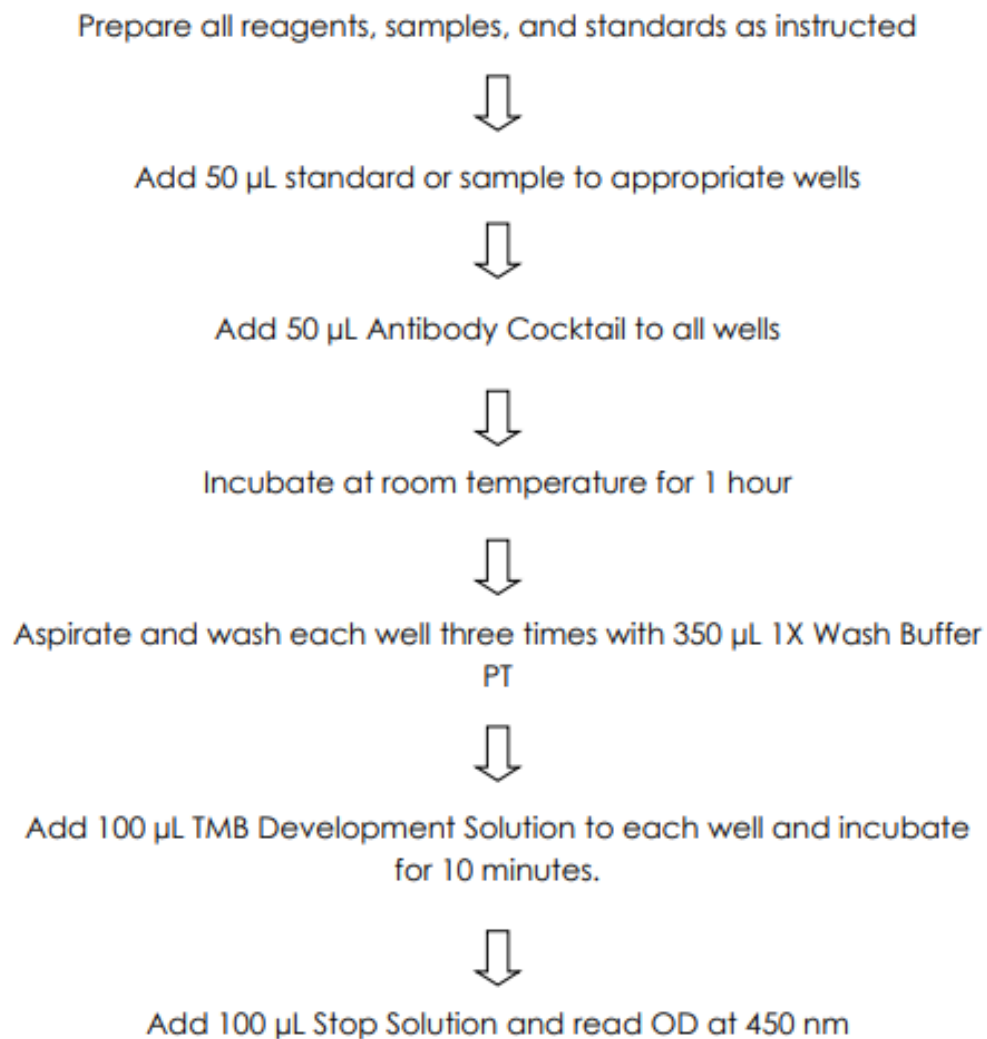 Prepare all reagents, samples, and standards as instructed
Add 50 µL standard or sample to appropriate wells
Add 50 µL Antibody Cocktail to all wells
Incubate at room temperature for 1 hour
Aspirate and wash each well three times with 350 µL 1X Wash Buffer
PT
Add 100 µL TMB Development Solution to each well and incubate
for 10 minutes.
Add 100 µL Stop Solution and read OD at 450 nm